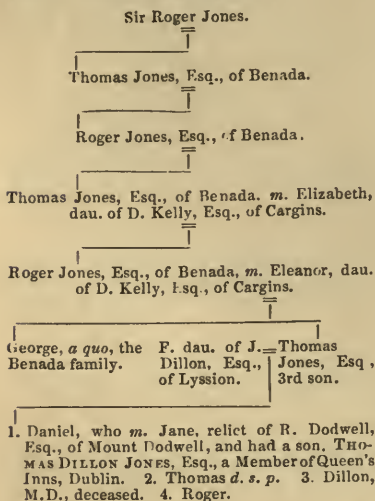 Sir Roger Jones.
Thomas Jones, Esq., of Benada.
Roger Jones, Esq., of Benada.
Thomas Jones, Esq., of Benada. m. Elizabeth,
dau. of D. Kelly, Esq., of Cargins.
Roger Jones, Esq., of Benada, m. Eleanor, dau.
of D. Kelly, Esq., of Cargins.
George, a quo, the
Benada family.
F. dau. of J.
Dillon, Esq.,
of Lyssion.
Thomas
Jones, Esq ,
3rd son.
1. Daniel, who m. Jane, relict of R. Dodwell,
Esq., of Mount Dodwell, and had a son. THO-
MAS DILLON JONES, Esq., a Member of Queen's
Inns, Dublin. 2. Thomas d. s. p. 3. Dillon,
M.D., deceased. 4. Roger.